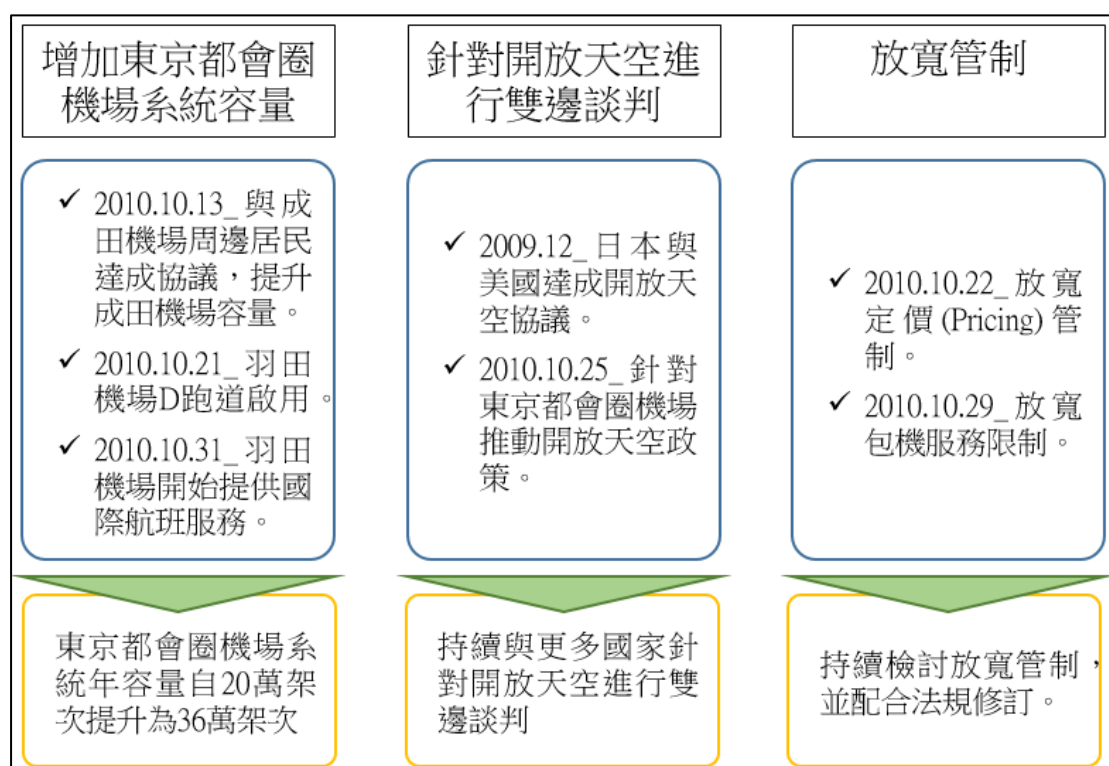 增加東京都會圈
機場系統容量
✓ 2010.10.13_與成
田機場周邊居民
達成協議，提升
成田機場容量。
✓ 2010.10.21_羽田
機場D跑道啟用。
✓ 2010.10.31_羽田
機場開始提供國
際航班服務。
東京都會圈機場系
統年容量自20萬架
次提升為36萬架次
針對開放天空進
行雙邊談判
✓ 2009.12_日本與
美國達成開放天
空協議。
✓ 2010.10.25_針對
東京都會圈機場
推動開放天空政
策。
持續與更多國家針
對開放天空進行雙
邊談判
放寬管制
✓ 2010.10.22_放寬
定價(Pricing)管
制。
✓ 2010.10.29_放寬
包機服務限制。
持續檢討放寬管制，
並配合法規修訂。